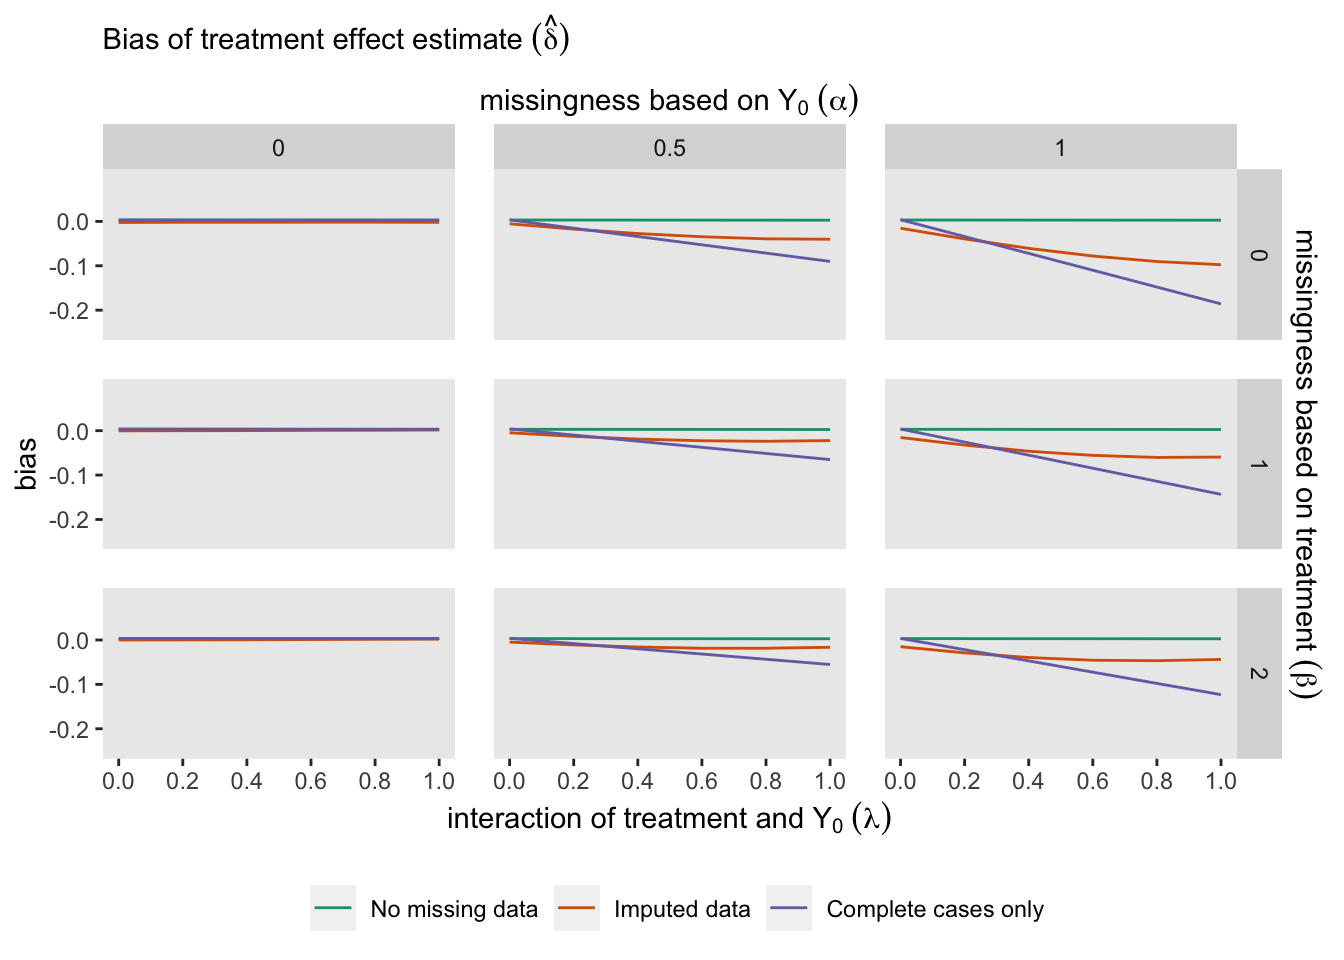 Bias of treatment effect estimate (δ̂)
missingness based on Y₀ (α)
0 0.5 1
0.0
-0.1
-0.2
0
0.0
-0.1
-0.2
1
0.0
-0.1
-0.2
2
bias
missingness based on treatment (β)
0.0 0.2 0.4 0.6 0.8 1.0 0.0 0.2 0.4 0.6 0.8 1.0 0.0 0.2 0.4 0.6 0.8 1.0
interaction of treatment and Y₀ (λ)
No missing data Imputed data Complete cases only